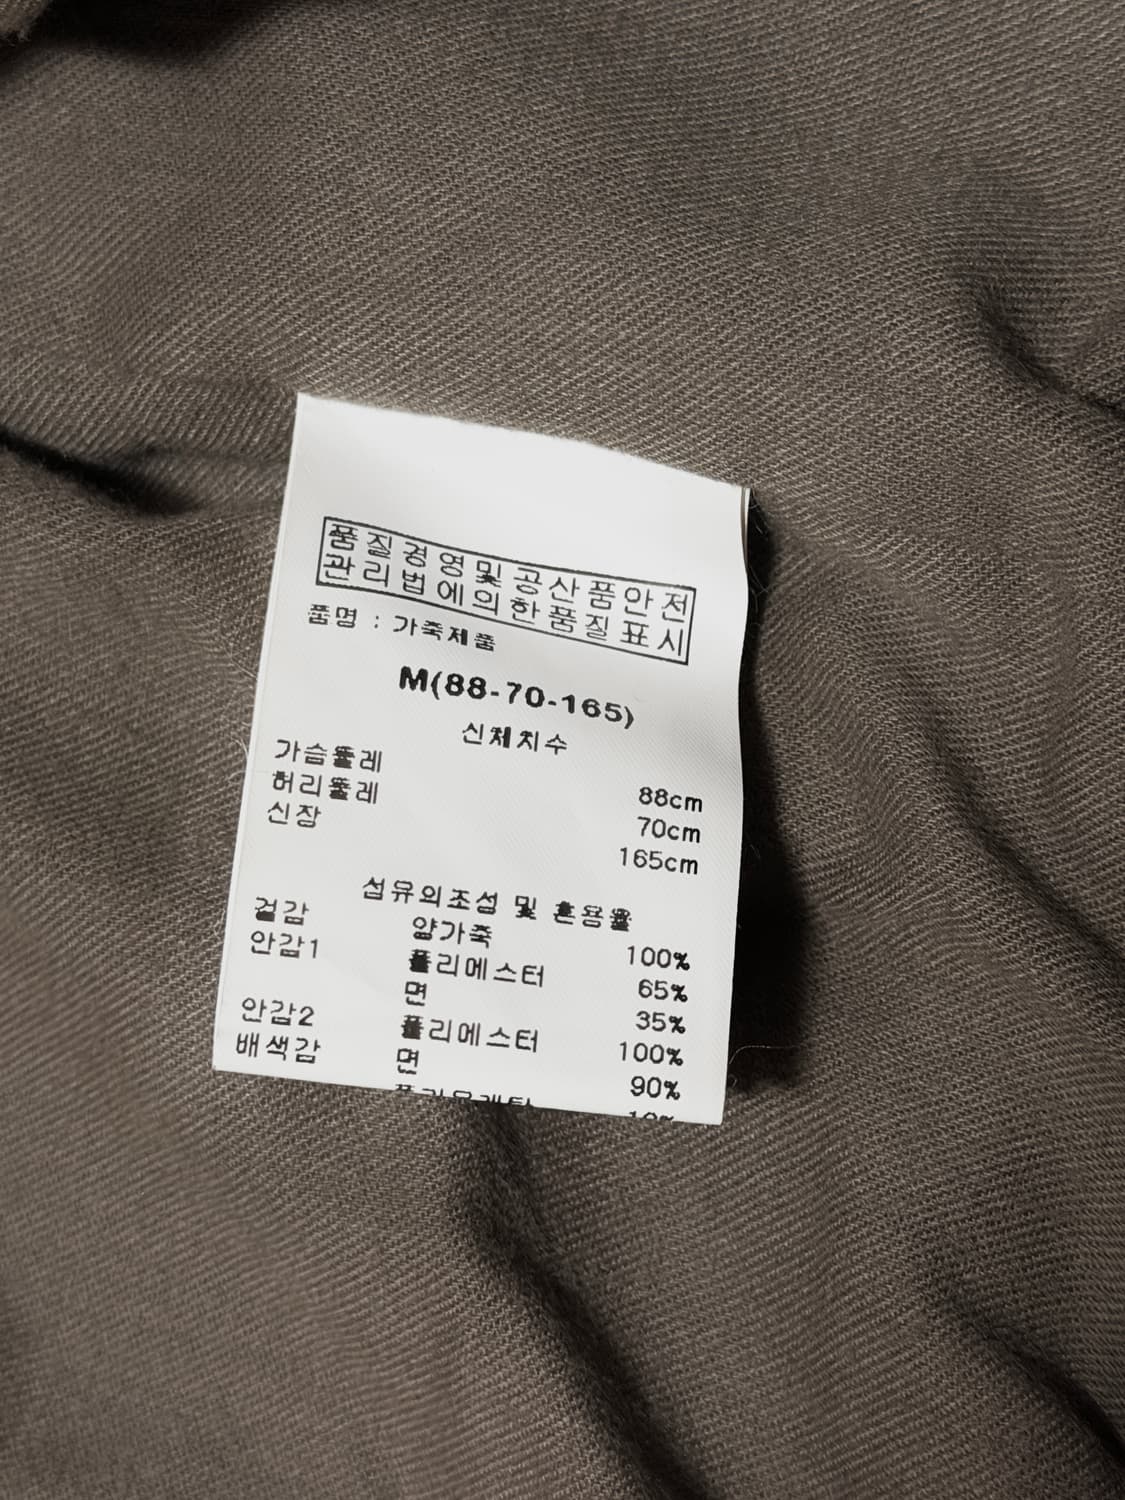 품질경영및공산품안전
관리법에의한품질표시
품명 : 가죽제품
M(88-70-165)
신체치수
가슴둘레 88cm
허리둘레 70cm
신장 165cm
섬유의조성 및 혼용율
겉감 양가죽 100%
안감1 폴리에스터 65%
면 35%
안감2 폴리에스터 100%
배색감 면 90%